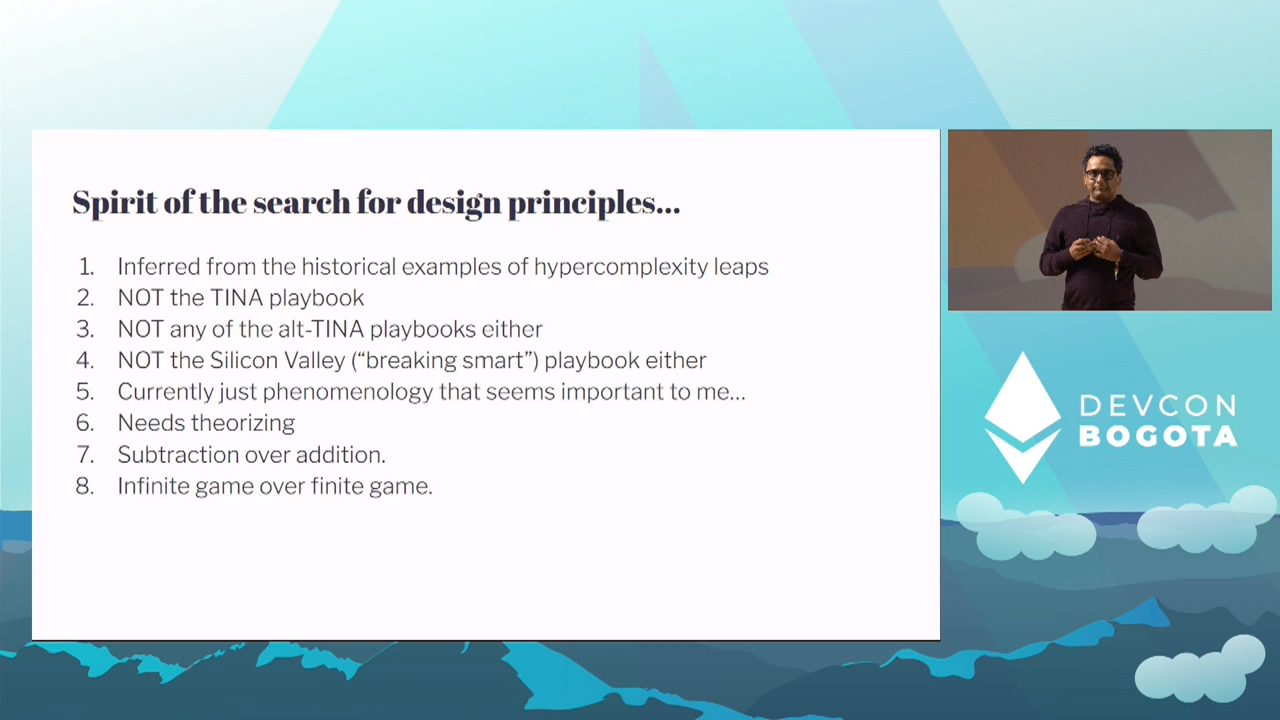 Spirit of the search for design principles...
1. Inferred from the historical examples of hypercomplexity leaps
2. NOT the TINA playbook
3. NOT any of the alt-TINA playbooks either
4. NOT the Silicon Valley (“breaking smart”) playbook either
5. Currently just phenomenology that seems important to me...
6. Needs theorizing
7. Subtraction over addition.
8. Infinite game over finite game.
DEVCON
BOGOTA